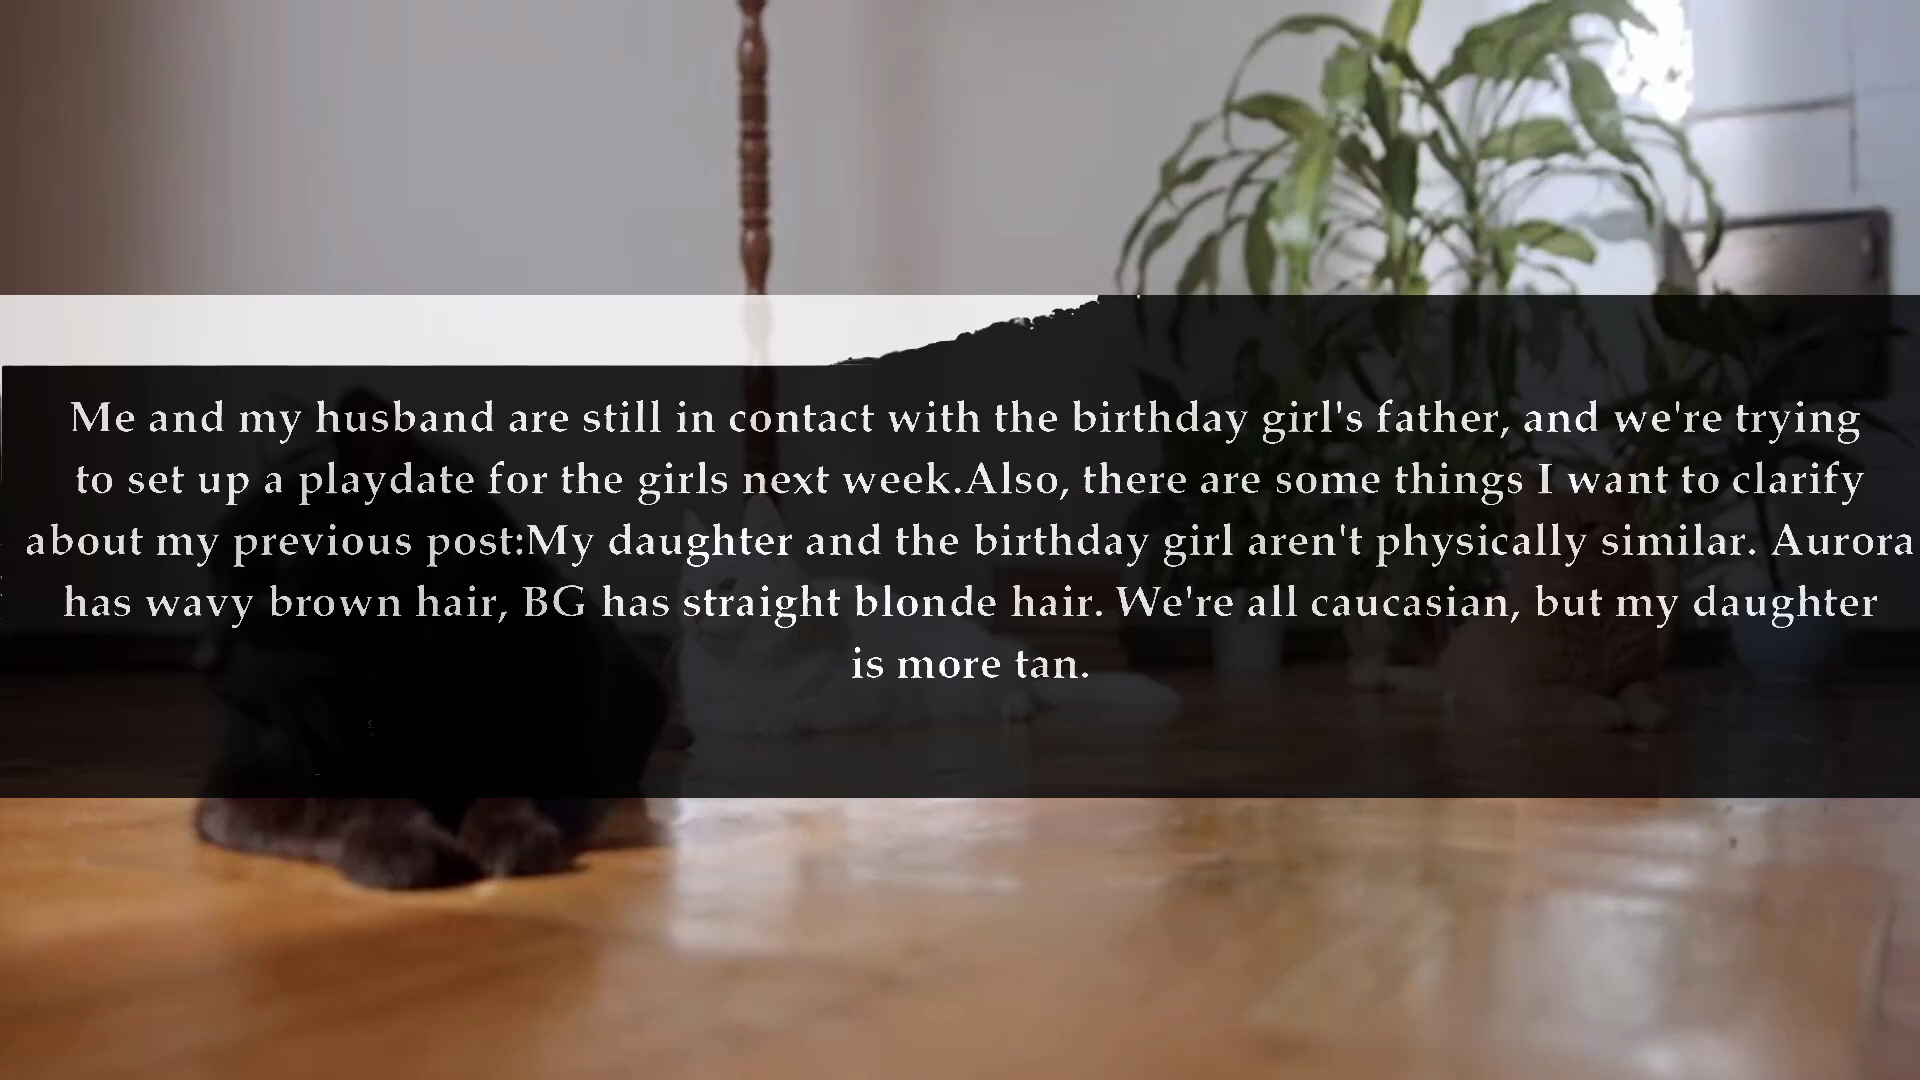 Me and my husband are still in contact with the birthday girl's father, and we're trying
to set up a playdate for the girls next week.Also, there are some things I want to clarify
about my previous post:My daughter and the birthday girl aren't physically similar. Aurora
has wavy brown hair, BG has straight blonde hair. We're all caucasian, but my daughter
is more tan.